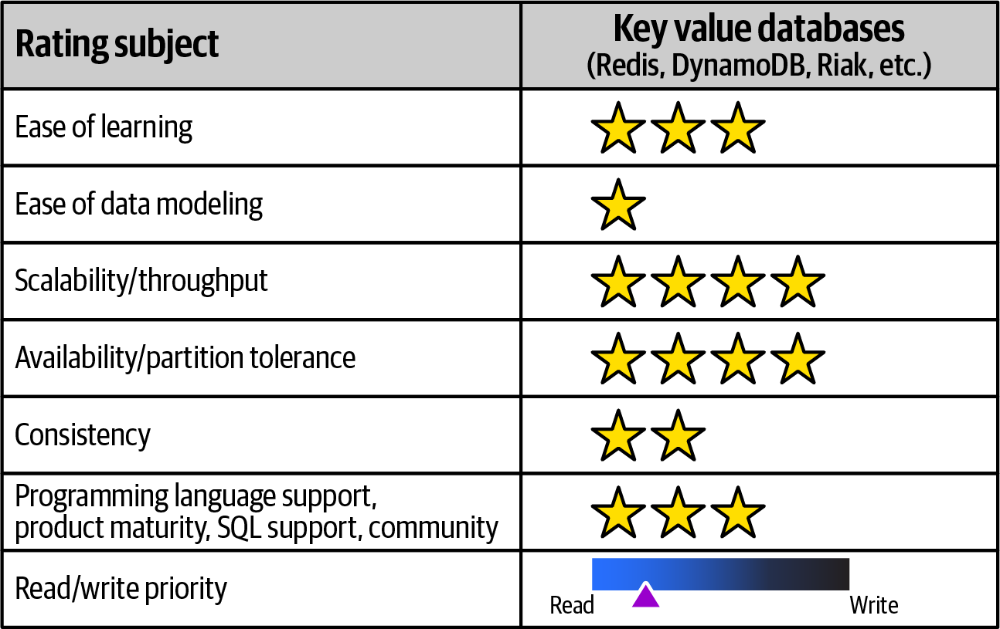 Rating subject
Key value databases
(Redis, DynamoDB, Riak, etc.)
Ease of learning
Ease of data modeling
Scalability/throughput
Availability/partition tolerance
Consistency
Programming language support,
product maturity, SQL support, community
Read/write priority
Read
Write